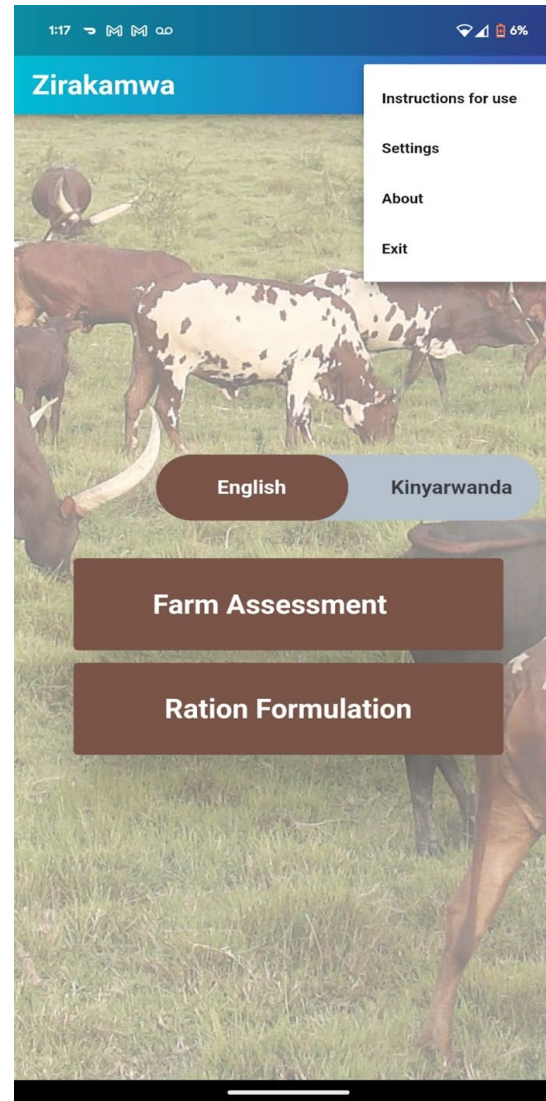 1:17
6%
Zirakamwa
Instructions for use
Settings
About
Exit
English
Kinyarwanda
Farm Assessment
Ration Formulation